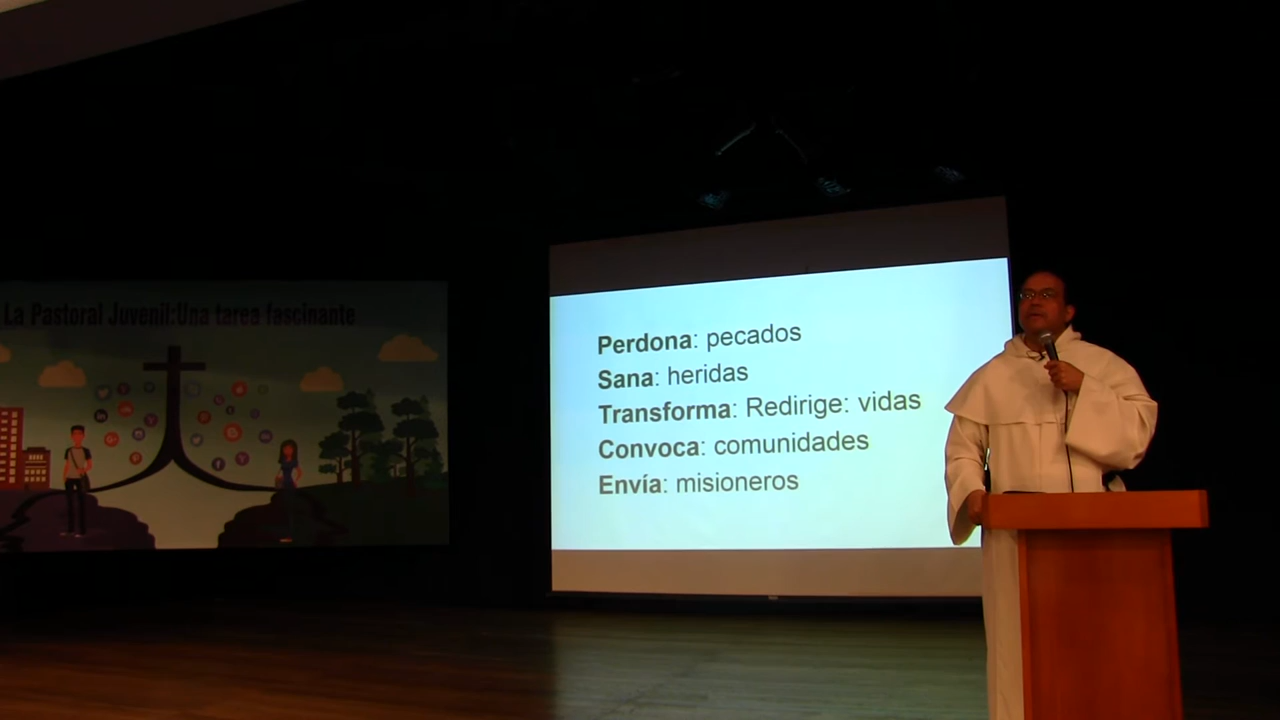 La Pastoral Juvenil:Una tarea fascinante
Perdona: pecados
Sana: heridas
Transforma: Redirige: vidas
Convoca: comunidades
Envía: misioneros